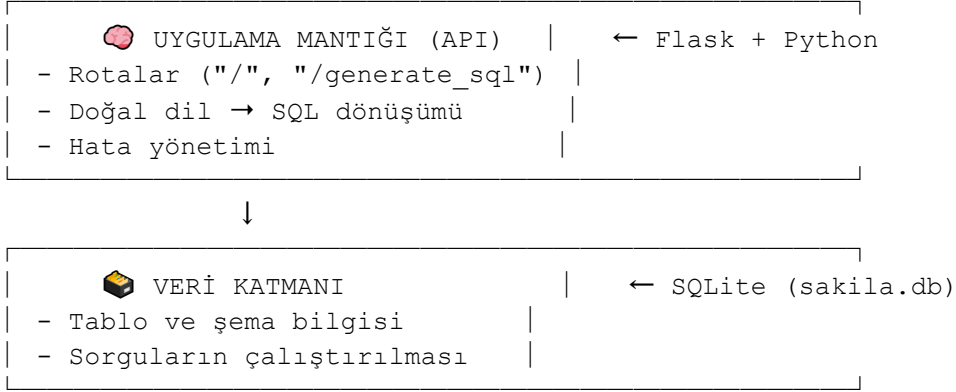 🧠 UYGULAMA MANTIĞI (API) │ ← Flask + Python
│ - Rotalar ("/", "/generate_sql") │
│ - Doğal dil → SQL dönüşümü │
│ - Hata yönetimi │
↓
🗃 VERİ KATMANI │ ← SQLite (sakila.db)
│ - Tablo ve şema bilgisi │
│ - Sorguların çalıştırılması │